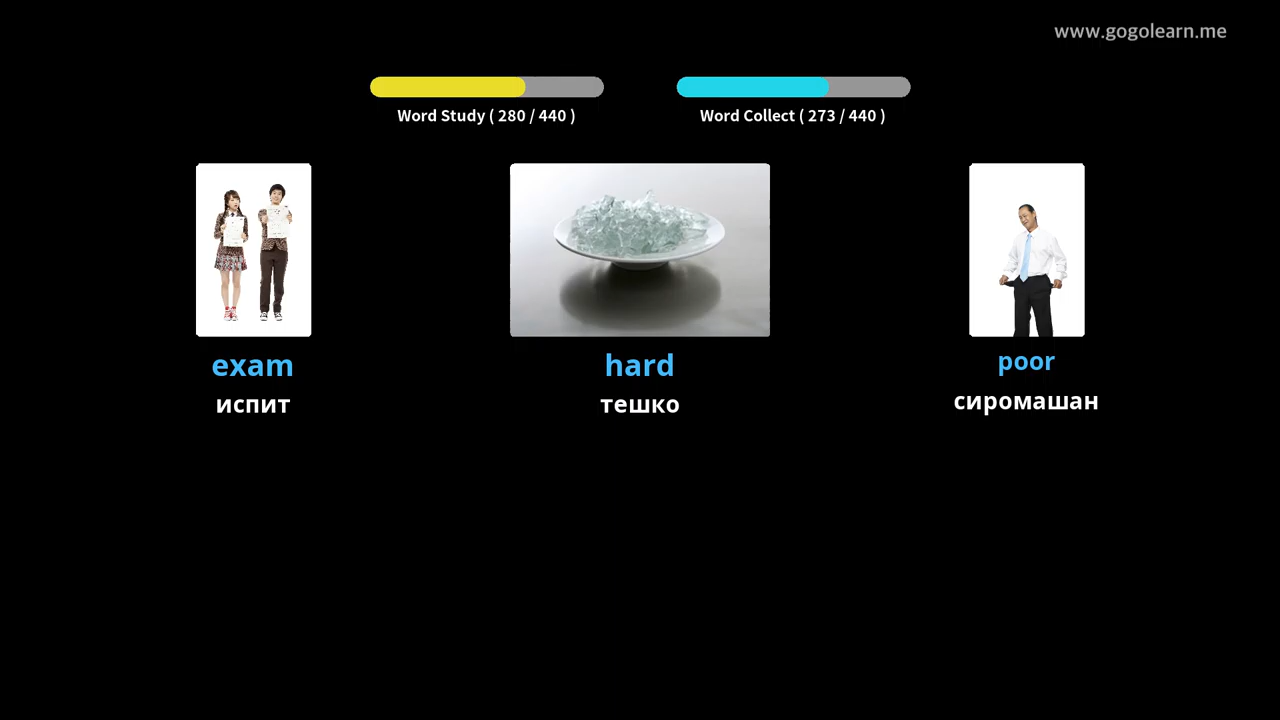 www.gogolearn.me
Word Study ( 280 / 440 )
Word Collect ( 273 / 440 )
exam
испит
hard
тешко
poor
сиромашан